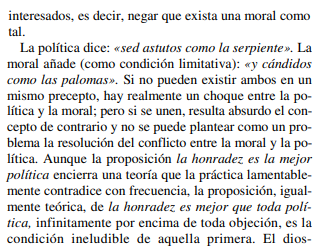 interesados, es decir, negar que exista una moral como
tal.
La política dice: «sed astutos como la serpiente». La
moral añade (como condición limitativa): «y cándidos
como las palomas». Si no pueden existir ambos en un
mismo precepto, hay realmente un choque entre la po-
lítica y la moral; pero si se unen, resulta absurdo el con-
cepto de contrario y no se puede plantear como un pro-
blema la resolución del conflicto entre la moral y la po-
lítica. Aunque la proposición la honradez es la mejor
política encierra una teoría que la práctica lamentable-
mente contradice con frecuencia, la proposición, igual-
mente teórica, de la honradez es mejor que toda polí-
tica, infinitamente por encima de toda objeción, es la
condición ineludible de aquella primera. El dios-